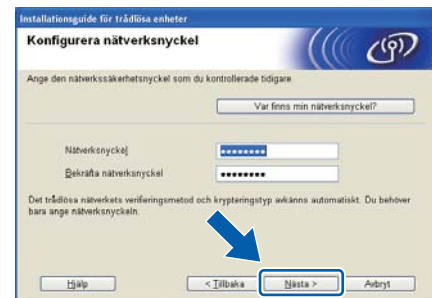 Installationsguide för trådlösa enheter
Konfigurera nätverksnyckel
Ange den nätverkssäkerhetsnyckel som du kontrollerade tidigare
Var finns min nätverksnyckel?
Nätverksnyckel
••••••••
Bekräfta nätverksnyckel
••••••••
Det trådlösa nätverkets verifieringsmetod och krypteringstyp avkänns automatiskt. Du behöver
bara ange nätverksnyckeln.
Hjälp
< Tillbaka
Nästa >
Avbryt